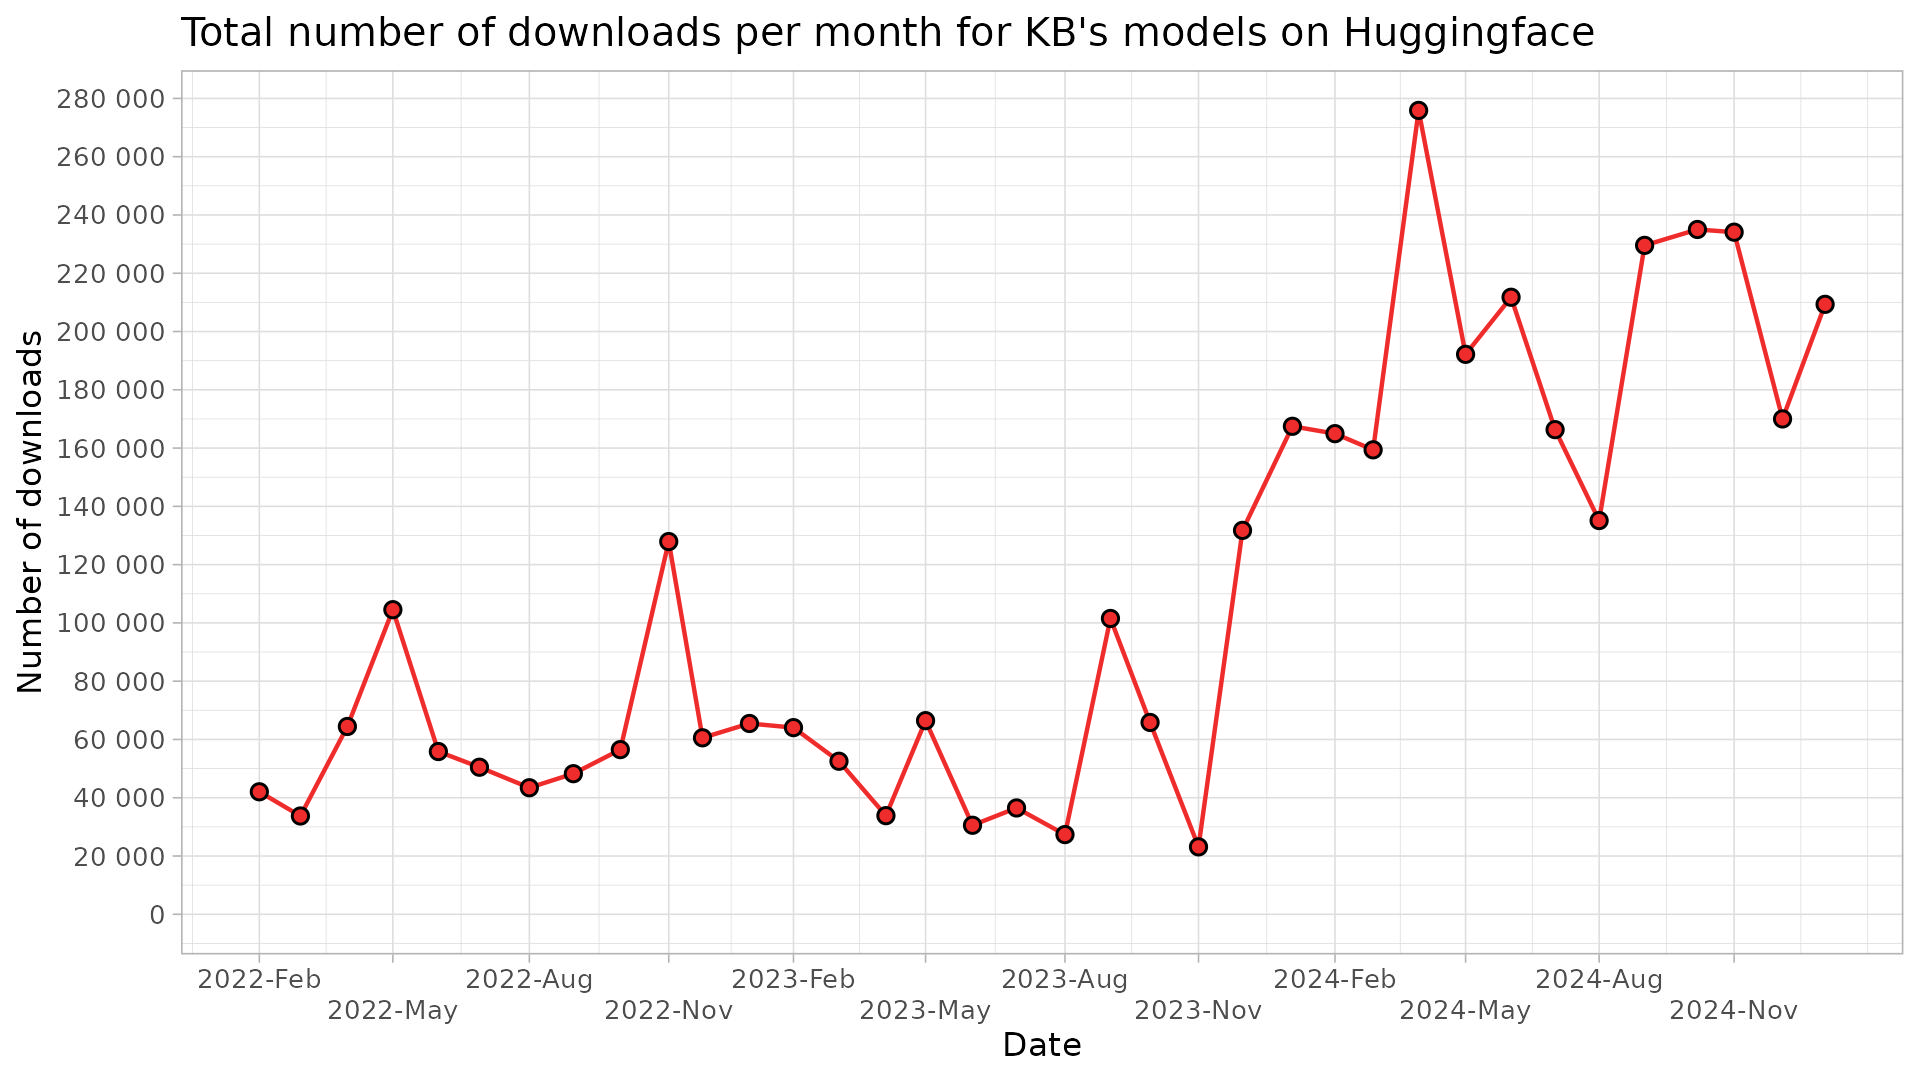 Total number of downloads per month for KB's models on Huggingface
Number of downloads
280 000
260 000
240 000
220 000
200 000
180 000
160 000
140 000
120 000
100 000
80 000
60 000
40 000
20 000
0
2022-Feb
2022-May
2022-Aug
2022-Nov
2023-Feb
2023-May
2023-Aug
2023-Nov
2024-Feb
2024-May
2024-Aug
2024-Nov
Date